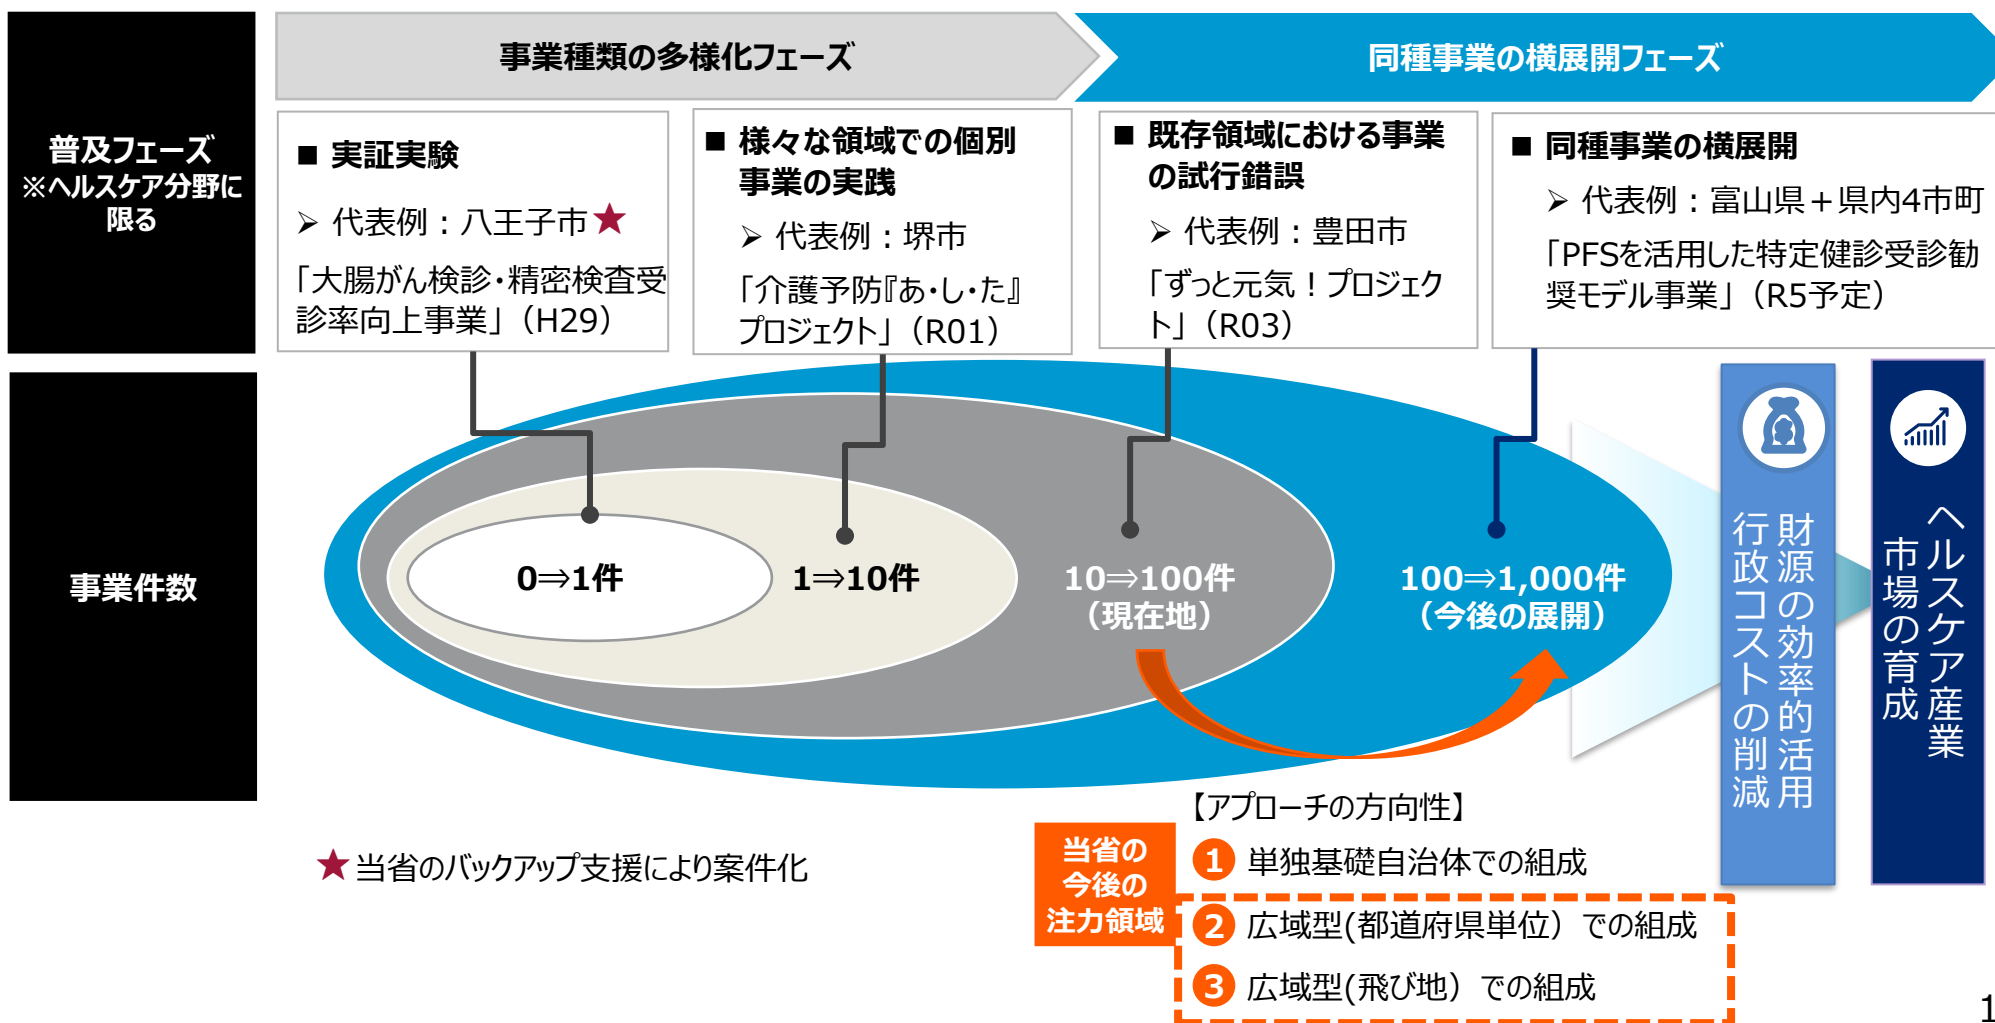 事業種類の多様化フェーズ
同種事業の横展開フェーズ
普及フェーズ
※ヘルスケア分野に
限る
■ 実証実験
➢ 代表例：八王子市★
「大腸がん検診・精密検査受
診率向上事業」（H29）
■ 様々な領域での個別
事業の実践
➢ 代表例：堺市
「介護予防『あ・し・た』
プロジェクト」（R01）
■ 既存領域における事業
の試行錯誤
➢ 代表例：豊田市
「ずっと元気！プロジェク
ト」（R03）
■ 同種事業の横展開
➢ 代表例：富山県＋県内4市町
「PFSを活用した特定健診受診勧
奨モデル事業」（R5予定）
事業件数
0⇒1件
1⇒10件
10⇒100件
（現在地）
100⇒1,000件
（今後の展開）
財源の効率的活用
行政コストの削減
ヘルスケア産業
市場の育成
★当省のバックアップ支援により案件化
当省の
今後の
注力領域
【アプローチの方向性】
1 単独基礎自治体での組成
2 広域型(都道府県単位）での組成
3 広域型(飛び地）での組成
1